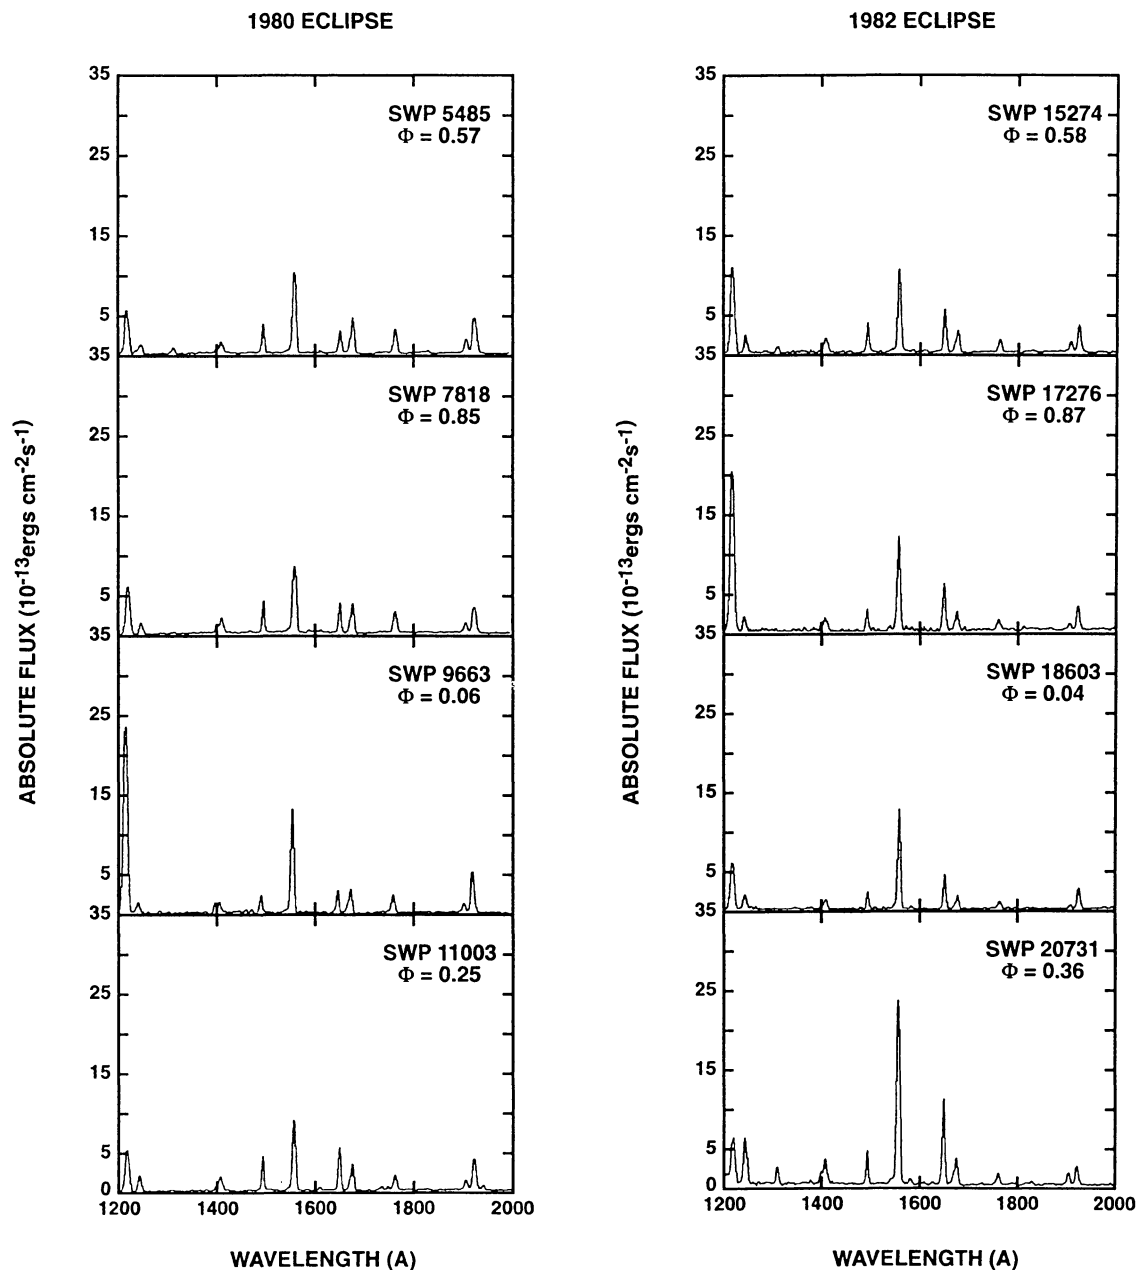 1980 ECLIPSE
35
25
15
5
SWP 5485
Φ = 0.57
35
25
15
5
SWP 7818
Φ = 0.85
35
25
15
5
SWP 9663
Φ = 0.06
35
25
15
5
0
SWP 11003
Φ = 0.25
1200 1400 1600 1800 2000
WAVELENGTH (A)
ABSOLUTE FLUX (10-13ergs cm-2s-1)
1982 ECLIPSE
35
25
15
5
SWP 15274
Φ = 0.58
35
25
15
5
SWP 17276
Φ = 0.87
35
25
15
5
SWP 18603
Φ = 0.04
35
25
15
5
0
SWP 20731
Φ = 0.36
1200 1400 1600 1800 2000
WAVELENGTH (A)
ABSOLUTE FLUX (10-13ergs cm-2s-1)